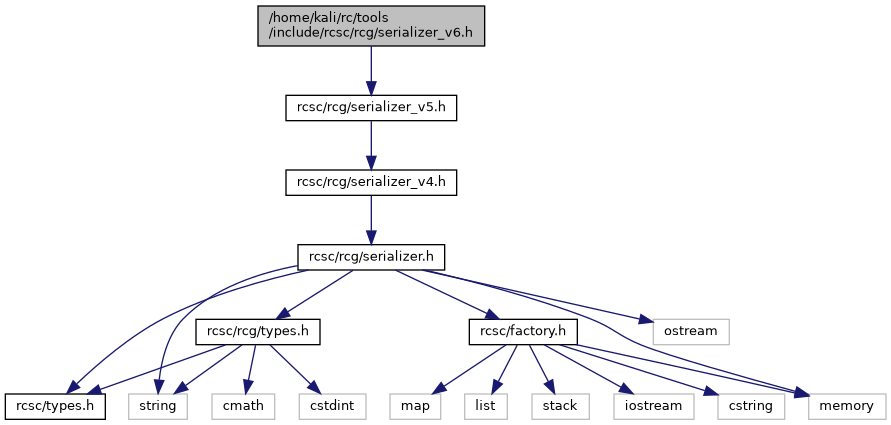 /home/kali/rc/tools
/include/rcsc/rcg/serializer_v6.h
rcsc/rcg/serializer_v5.h
rcsc/rcg/serializer_v4.h
rcsc/rcg/serializer.h
rcsc/rcg/types.h
rcsc/factory.h
ostream
rcsc/types.h
string
cmath
cstdint
map
list
stack
iostream
cstring
memory